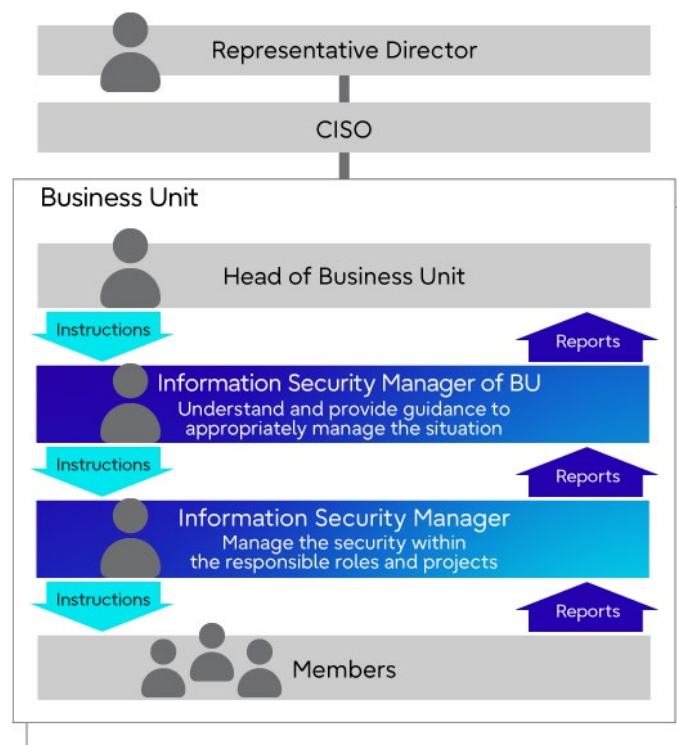 Representative Director
CISO
Business Unit
Head of Business Unit
Instructions
Reports
Information Security Manager of BU
Understand and provide guidance to
appropriately manage the situation
Instructions
Reports
Information Security Manager
Manage the security within
the responsible roles and projects
Instructions
Reports
Members